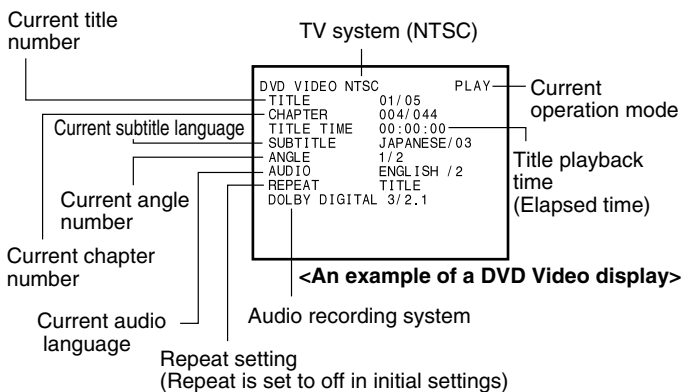 Current title
number
TV system (NTSC)
DVD VIDEO NTSC PLAY
TITLE 01/05
CHAPTER 004/044
TITLE TIME 00:00:00
SUBTITLE JAPANESE/03
ANGLE 1/2
AUDIO ENGLISH /2
REPEAT TITLE
DOLBY DIGITAL 3/2.1
Current
operation mode
Current subtitle language
Title playback
time
(Elapsed time)
Current angle
number
Current chapter
number
<An example of a DVD Video display>
Current audio
language
Audio recording system
Repeat setting
(Repeat is set to off in initial settings)